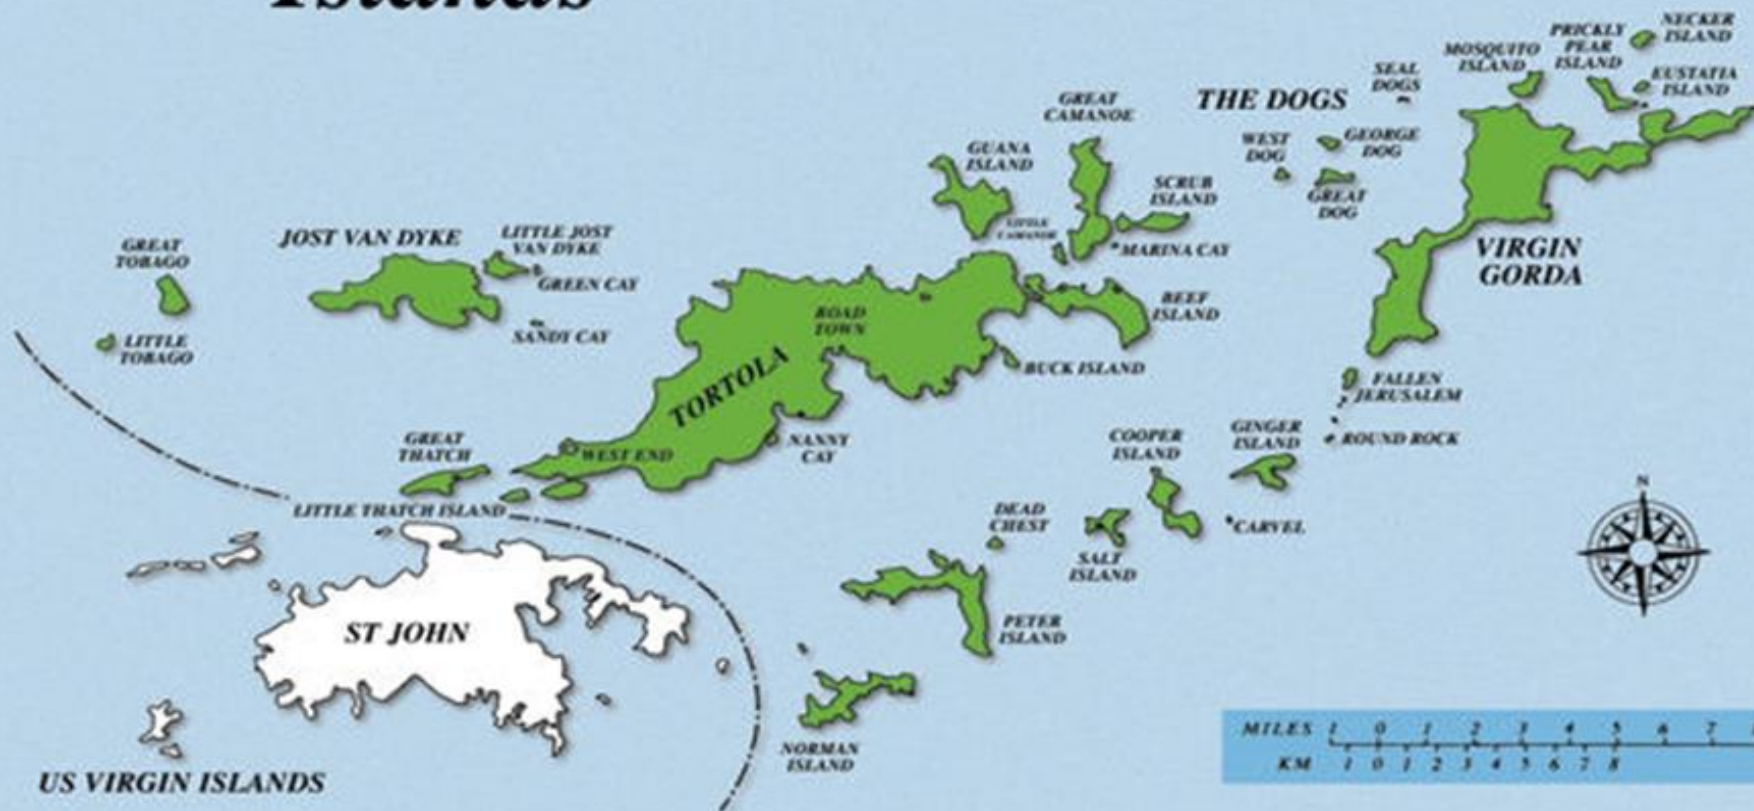 Islands
NECKER
ISLAND
PRICKLY
PEAR
ISLAND
MOSQUITO
ISLAND
EUSTATIA
ISLAND
SEAL
DOGS
THE DOGS
GREAT
CAMANOE
GEORGE
DOG
WEST
DOG
GUANA
ISLAND
SCRUB
ISLAND
GREAT
DOG
LITTLE
CAMANOE
MARINA CAY
JOST VAN DYKE
LITTLE JOST
VAN DYKE
GREAT
TOBAGO
VIRGIN
GORDA
GREEN CAY
BEEF
ISLAND
ROAD
TOWN
SANDY CAY
LITTLE
TOBAGO
BUCK ISLAND
TORTOLA
FALLEN
JERUSALEM
GINGER
ISLAND
ROUND ROCK
COOPER
ISLAND
GREAT
THATCH
NANNY
CAY
WEST END
LITTLE THATCH ISLAND
N
DEAD
CHEST
CARVEL
SALT
ISLAND
ST JOHN
PETER
ISLAND
NORMAN
ISLAND
US VIRGIN ISLANDS
MILES 1 0 1 2 3 4 5 6 7
KM 1 0 1 2 3 4 5 6 7 8